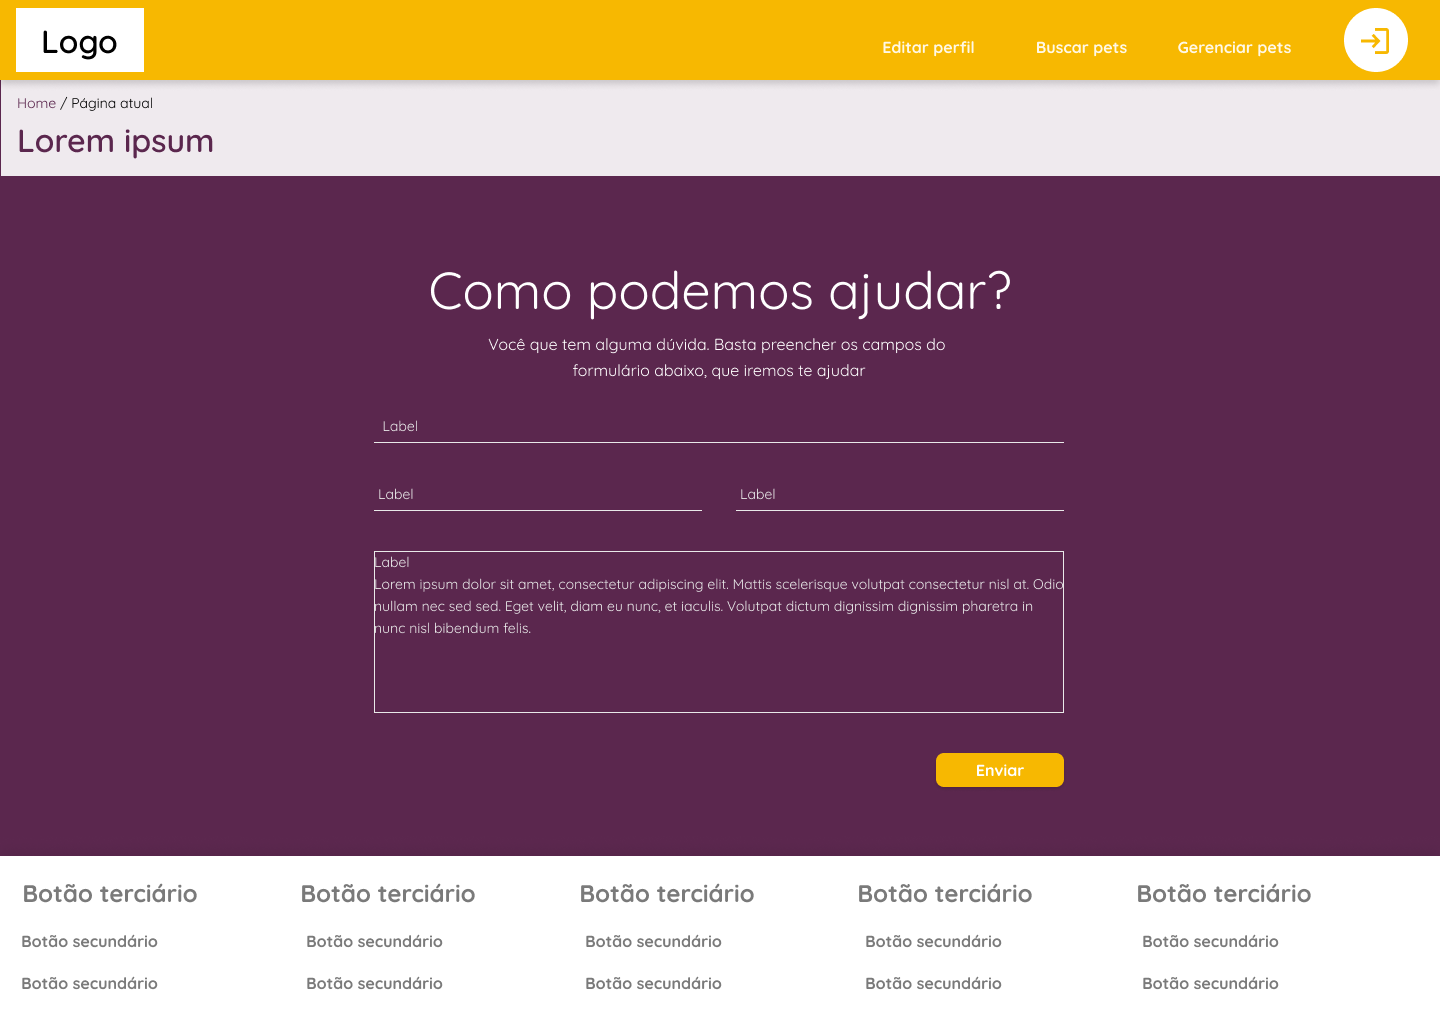 Logo
Editar perfil
Buscar pets
Gerenciar pets
Home / Página atual
Lorem ipsum
Como podemos ajudar?
Você que tem alguma dúvida. Basta preencher os campos do
formulário abaixo, que iremos te ajudar
Label
Label
Label
Label
Lorem ipsum dolor sit amet, consectetur adipiscing elit. Mattis scelerisque volutpat consectetur nisl at. Odio
nullam nec sed sed. Eget velit, diam eu nunc, et iaculis. Volutpat dictum dignissim dignissim pharetra in
nunc nisl bibendum felis.
Enviar
Botão terciário
Botão terciário
Botão terciário
Botão terciário
Botão terciário
Botão secundário
Botão secundário
Botão secundário
Botão secundário
Botão secundário
Botão secundário
Botão secundário
Botão secundário
Botão secundário
Botão secundário